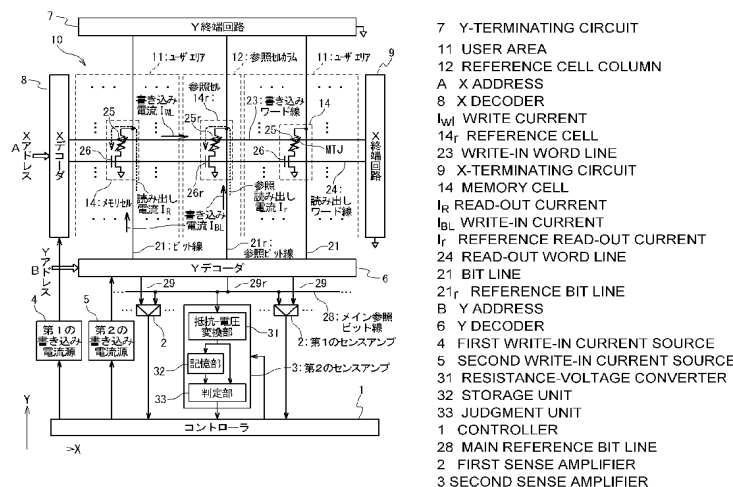 7
Y終端回路
10
11:ユーザエリア
12:参照セルカラム
11:ユーザエリア
9
8
参照セル
14r:
23:書き込み
ワード線
14
書き込み
電流IWL
25
25r
25
MTJ
Xアドレス
A
Xデコーダ
X終端回路
26
26r
26
14:メモリセル
読み出し
電流IR
書き込み
電流IBL
参照
読み出し
電流Ir
24:
読み出し
ワード線
21:ビット線
21r:
参照ビット線
21
Yアドレス
B
Yデコーダ
6
29
29r
29
4
5
第1の
書き込み
電流源
第2の
書き込み
電流源
28:メイン参照
ビット線
抵抗-電圧
変換部
31
2
2:第1のセンスアンプ
32
記憶部
3:第2のセンスアンプ
33
判定部
Y
X
コントローラ
1
7 Y-TERMINATING CIRCUIT
11 USER AREA
12 REFERENCE CELL COLUMN
A X ADDRESS
8 X DECODER
Iwl WRITE CURRENT
14r REFERENCE CELL
23 WRITE-IN WORD LINE
9 X-TERMINATING CIRCUIT
14 MEMORY CELL
IR READ-OUT CURRENT
IBL WRITE-IN CURRENT
Ir REFERENCE READ-OUT CURRENT
24 READ-OUT WORD LINE
21 BIT LINE
21r REFERENCE BIT LINE
B Y ADDRESS
6 Y DECODER
4 FIRST WRITE-IN CURRENT SOURCE
5 SECOND WRITE-IN CURRENT SOURCE
31 RESISTANCE-VOLTAGE CONVERTER
32 STORAGE UNIT
33 JUDGMENT UNIT
1 CONTROLLER
28 MAIN REFERENCE BIT LINE
2 FIRST SENSE AMPLIFIER
3 SECOND SENSE AMPLIFIER